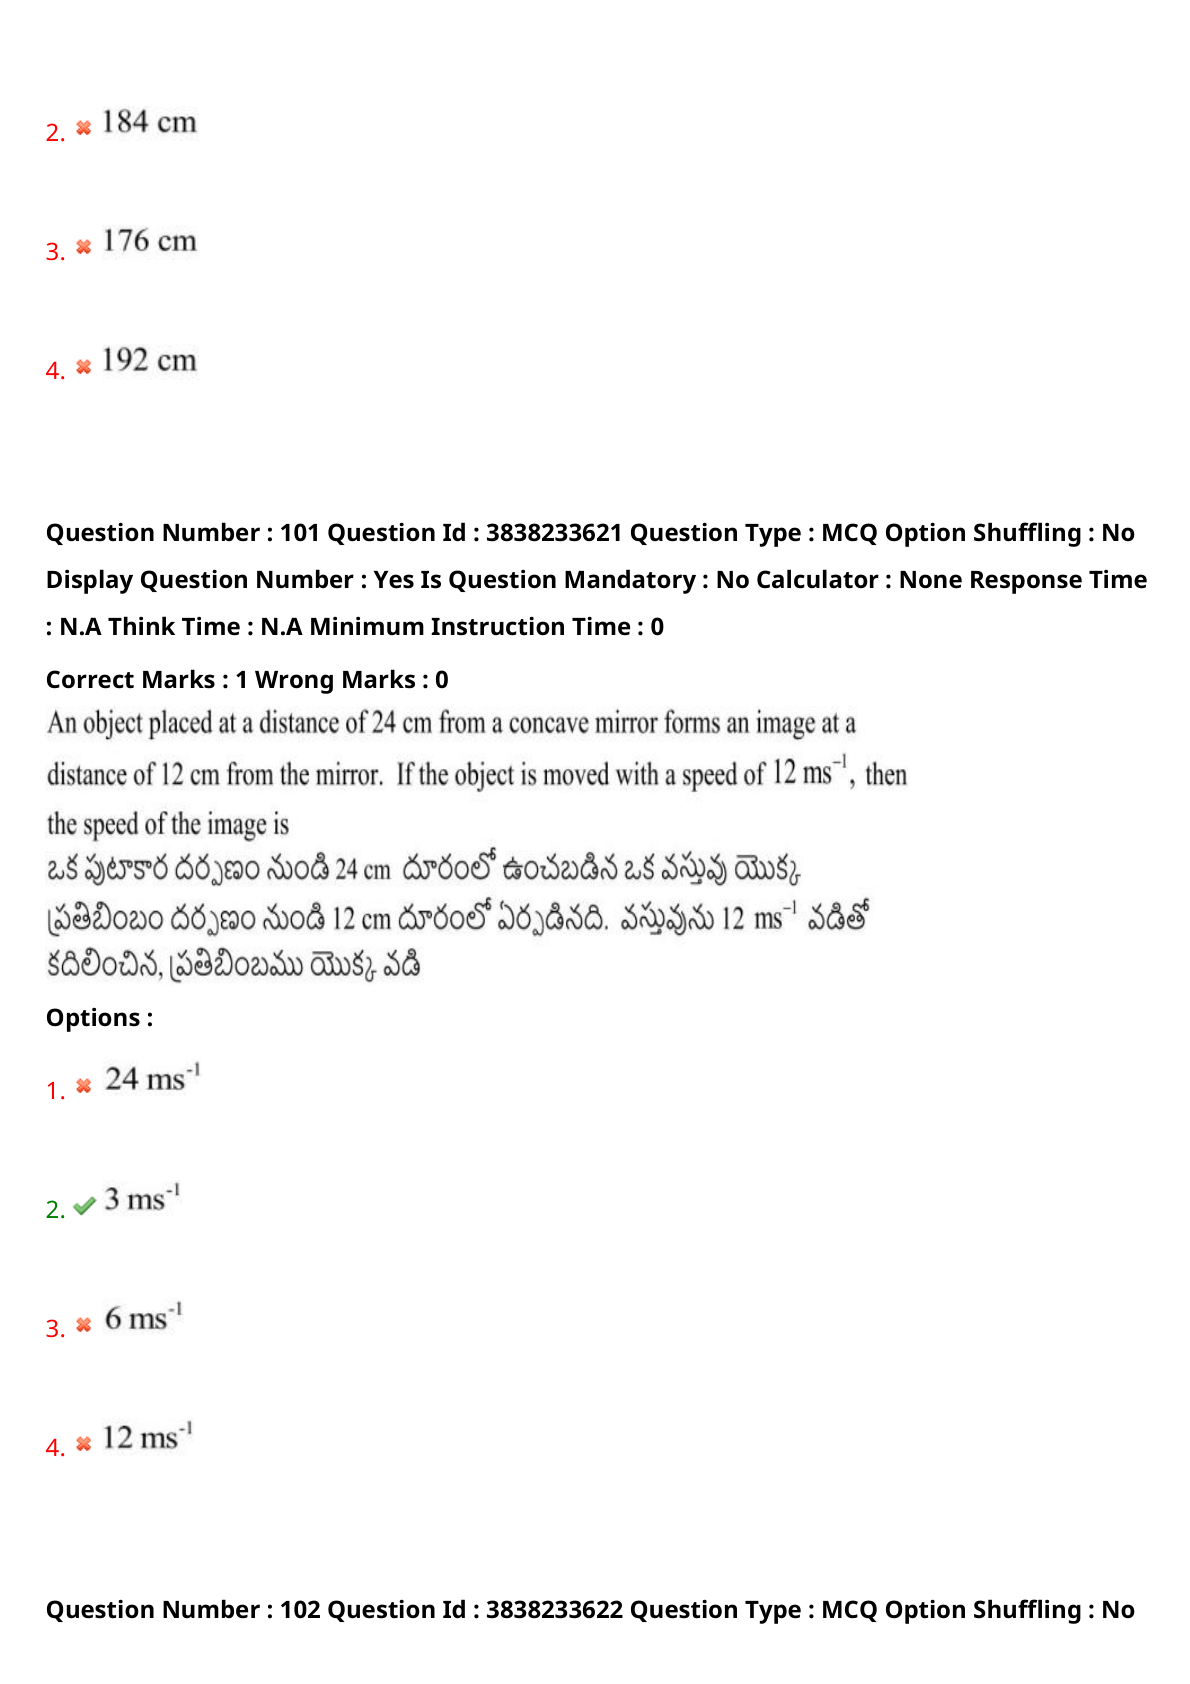 2. 184 cm
3. 176 cm
4. 192 cm
Question Number : 101 Question Id : 3838233621 Question Type : MCQ Option Shuffling : No
Display Question Number : Yes Is Question Mandatory : No Calculator : None Response Time
: N.A Think Time : N.A Minimum Instruction Time : 0
Correct Marks : 1 Wrong Marks : 0
An object placed at a distance of 24 cm from a concave mirror forms an image at a
distance of 12 cm from the mirror. If the object is moved with a speed of 12 ms⁻¹, then
the speed of the image is
ఒక పుటాకార దర్పణం నుండి 24 cm దూరంలో ఉంచబడిన ఒక వస్తువు యొక్క
ప్రతిబింబం దర్పణం నుండి 12 cm దూరంలో ఏర్పడినది. వస్తువును 12 ms⁻¹ వడితో
కదిలించిన, ప్రతిబింబము యొక్క వడి
Options :
1. 24 ms⁻¹
2. 3 ms⁻¹
3. 6 ms⁻¹
4. 12 ms⁻¹
Question Number : 102 Question Id : 3838233622 Question Type : MCQ Option Shuffling : No